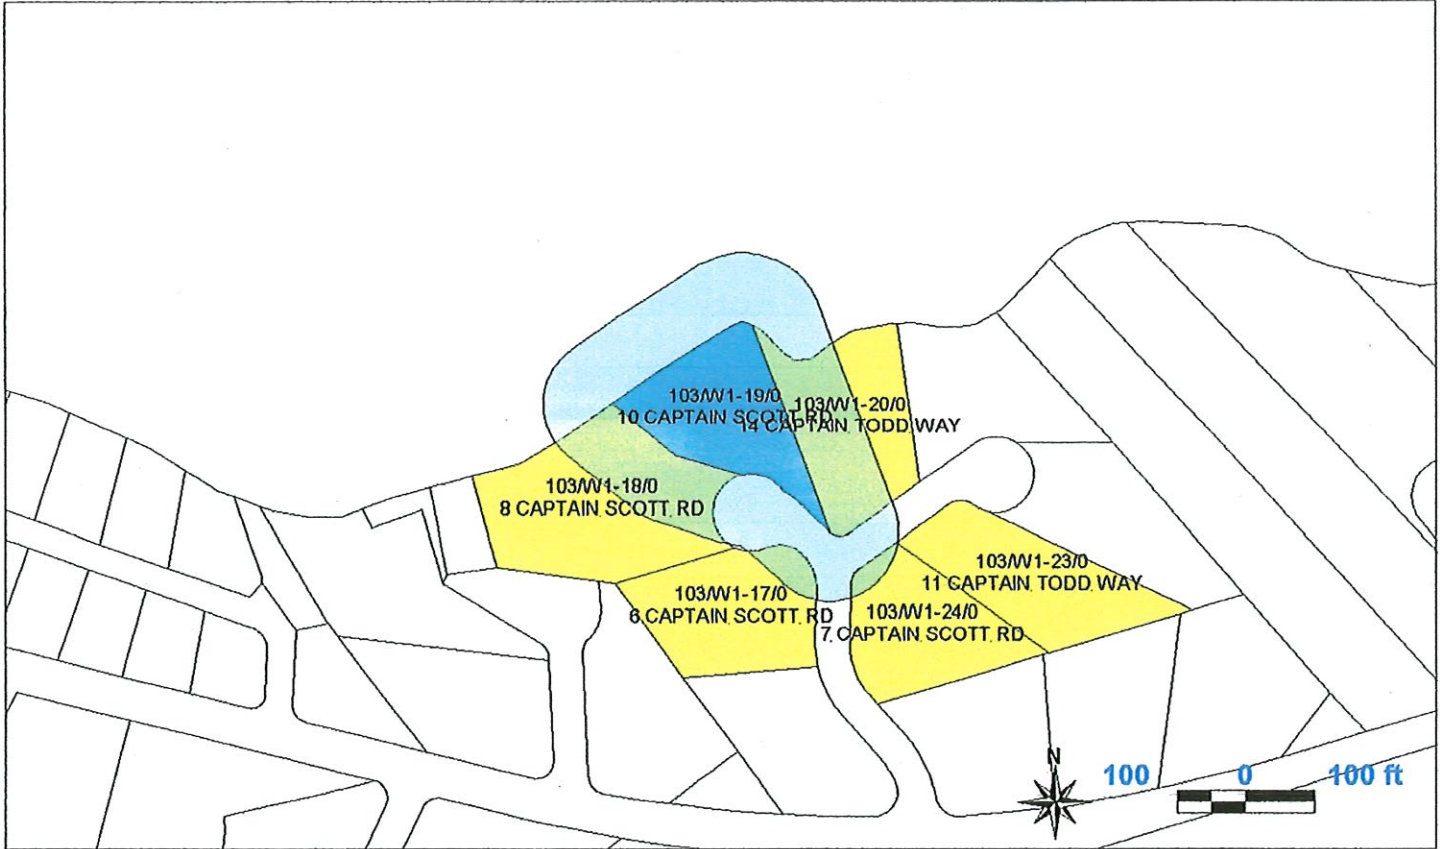 103/W1-19/0
10 CAPTAIN SCOTT RD
103/W1-20/0
14 CAPTAIN TODD WAY
103/W1-18/0
8 CAPTAIN SCOTT RD
103/W1-23/0
11 CAPTAIN TODD WAY
103/W1-17/0
6 CAPTAIN SCOTT RD
103/W1-24/0
7 CAPTAIN SCOTT RD
N
100 0 100 ft